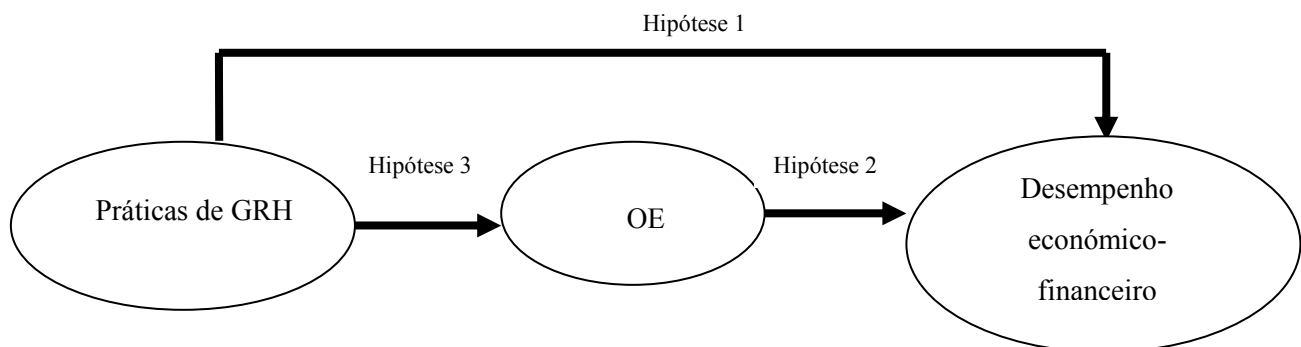 Hipótese 1
Hipótese 3
Hipótese 2
Práticas de GRH
OE
Desempenho
económico-
financeiro